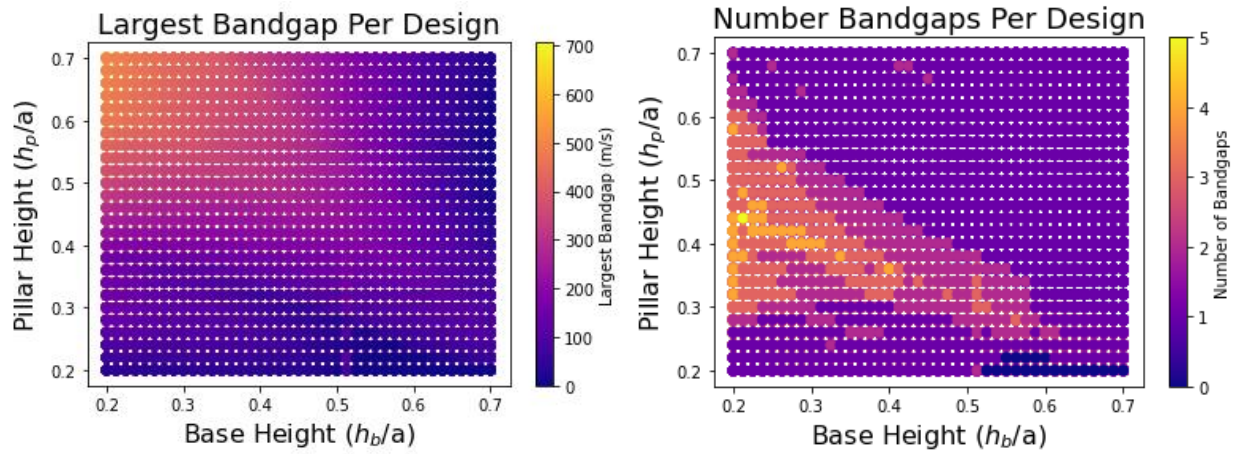 Largest Bandgap Per Design
Pillar Height (hₚ/a)
0.7
0.6
0.5
0.4
0.3
0.2
0.2 0.3 0.4 0.5 0.6 0.7
Base Height (h_b/a)
700
600
500
400
300
200
100
0
Largest Bandgap (m/s)
Number Bandgaps Per Design
Pillar Height (hₚ/a)
0.7
0.6
0.5
0.4
0.3
0.2
0.2 0.3 0.4 0.5 0.6 0.7
Base Height (h_b/a)
5
4
3
2
1
0
Number of Bandgaps